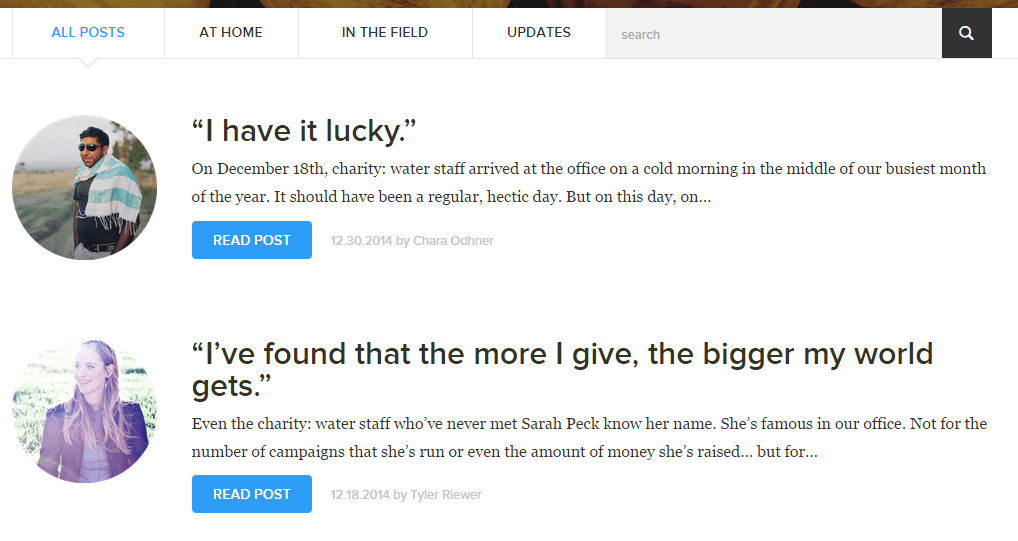 ALL POSTS AT HOME IN THE FIELD UPDATES search
“I have it lucky.”
On December 18th, charity: water staff arrived at the office on a cold morning in the middle of our busiest month
of the year. It should have been a regular, hectic day. But on this day, on…
READ POST 12.30.2014 by Chara Odhner
“I’ve found that the more I give, the bigger my world
gets.”
Even the charity: water staff who’ve never met Sarah Peck know her name. She’s famous in our office. Not for the
number of campaigns that she’s run or even the amount of money she’s raised… but for…
READ POST 12.18.2014 by Tyler Riewer